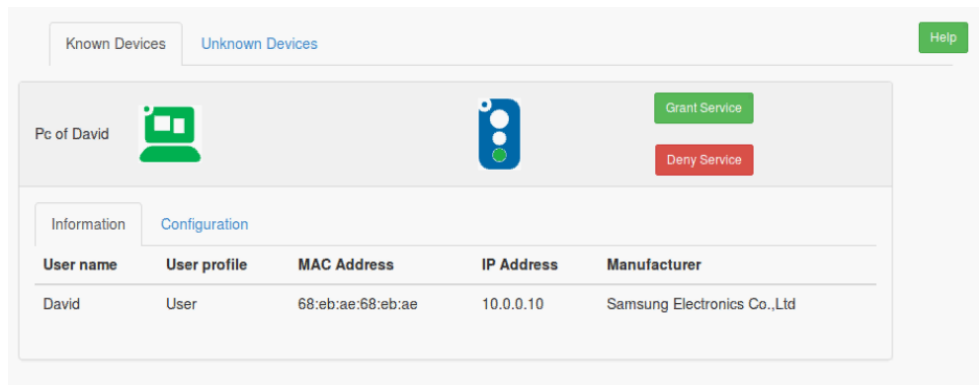 Known Devices Unknown Devices Help
Grant Service
Pc of David
Deny Service
Information Configuration
User name User profile MAC Address IP Address Manufacturer
David User 68:eb:ae:68:eb:ae 10.0.0.10 Samsung Electronics Co.,Ltd